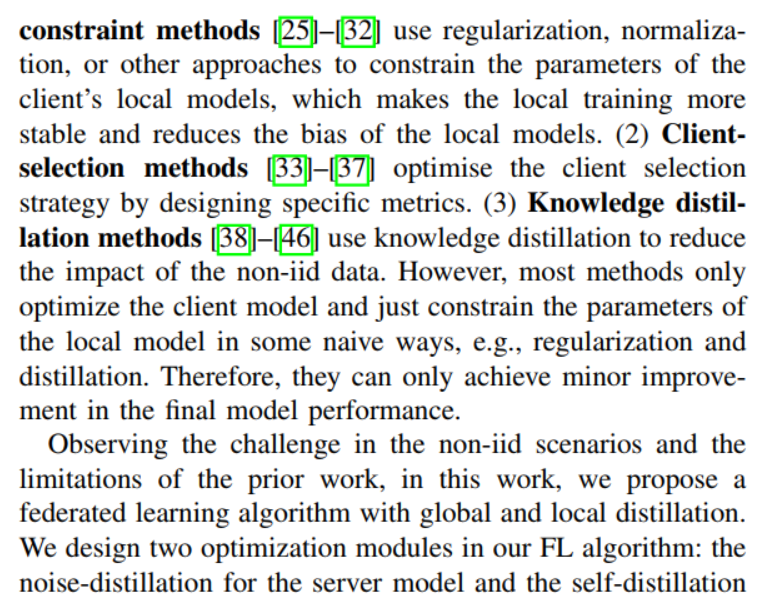 constraint methods [25]–[32] use regularization, normaliza-
tion, or other approaches to constrain the parameters of the
client's local models, which makes the local training more
stable and reduces the bias of the local models. (2) Client-
selection methods [33]–[37] optimise the client selection
strategy by designing specific metrics. (3) Knowledge distil-
lation methods [38]–[46] use knowledge distillation to reduce
the impact of the non-iid data. However, most methods only
optimize the client model and just constrain the parameters of
the local model in some naive ways, e.g., regularization and
distillation. Therefore, they can only achieve minor improve-
ment in the final model performance.
Observing the challenge in the non-iid scenarios and the
limitations of the prior work, in this work, we propose a
federated learning algorithm with global and local distillation.
We design two optimization modules in our FL algorithm: the
noise-distillation for the server model and the self-distillation